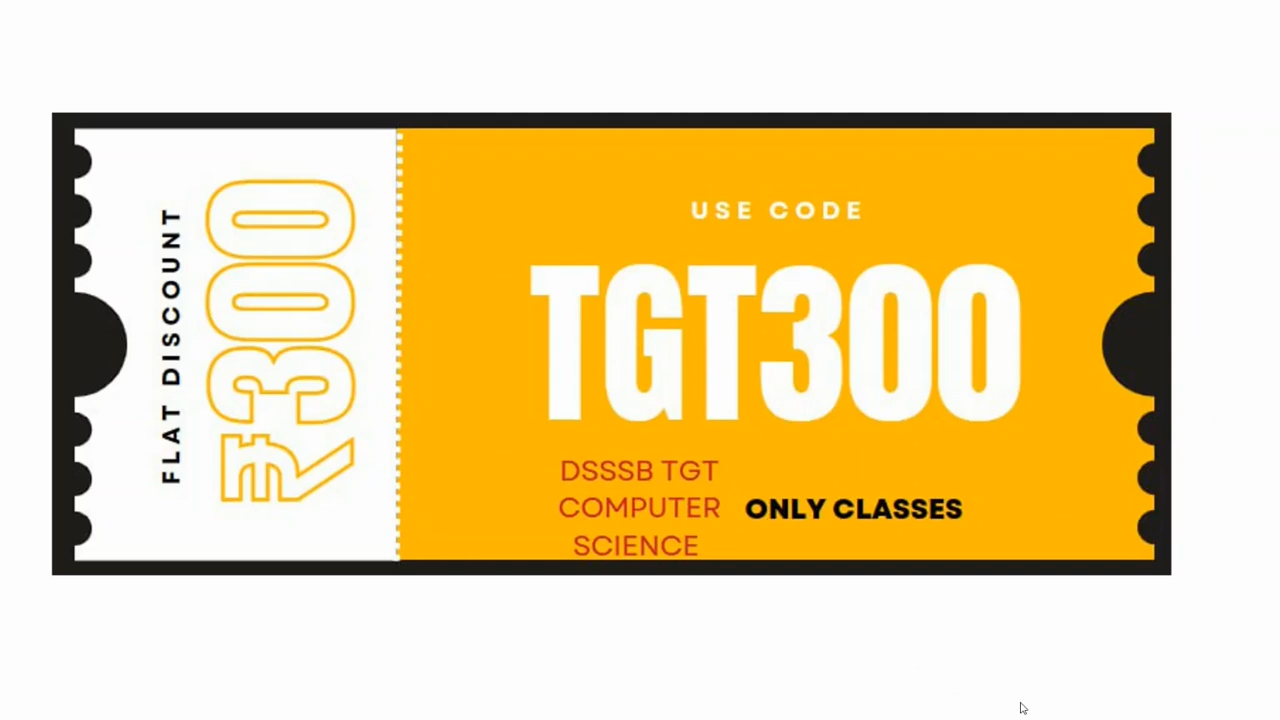 FLAT DISCOUNT
₹300
USE CODE
TGT300
DSSSB TGT
COMPUTER
SCIENCE
ONLY CLASSES